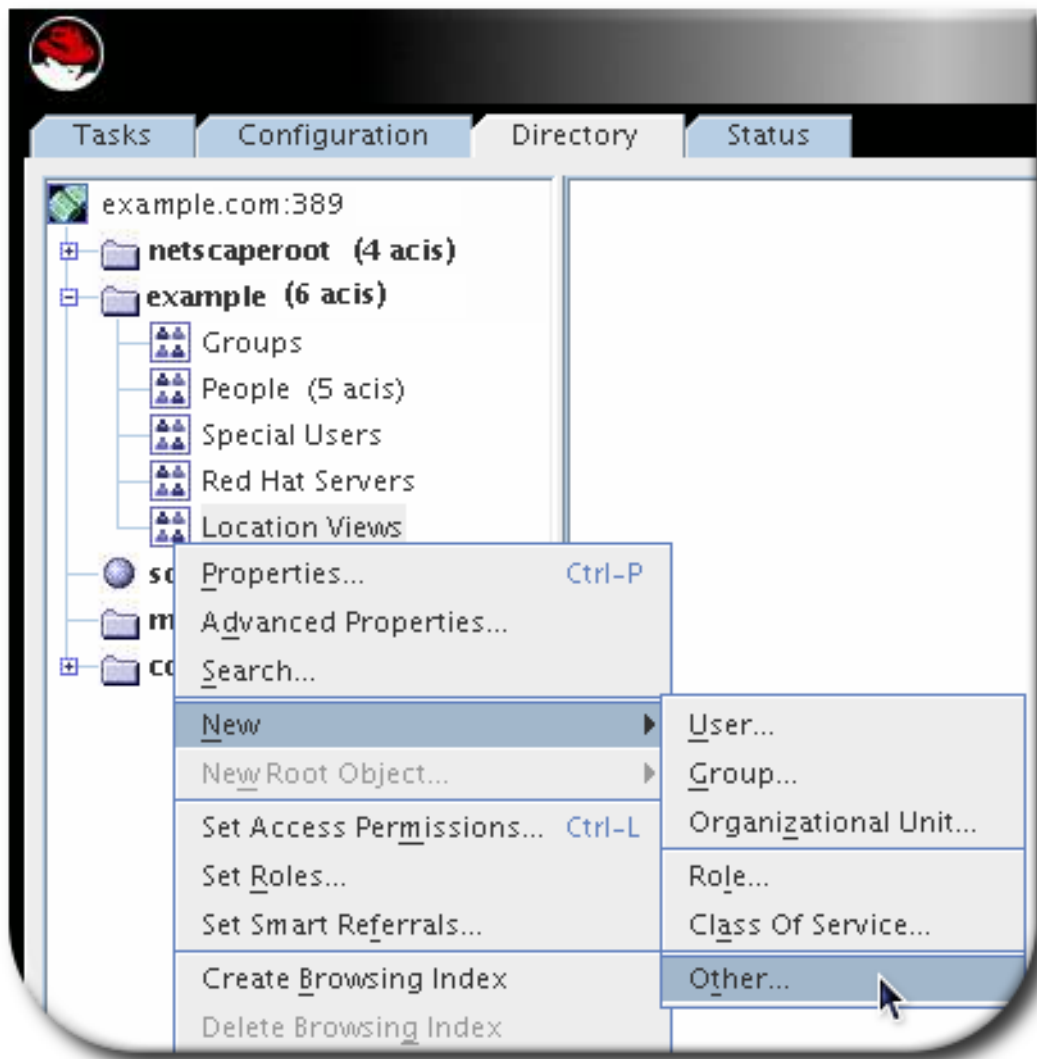 Tasks Configuration Directory Status
example.com:389
netscaperoot (4 acis)
example (6 acis)
Groups
People (5 acis)
Special Users
Red Hat Servers
Location Views
Properties... Ctrl-P
Advanced Properties...
Search...
New
New Root Object...
Set Access Permissions... Ctrl-L
Set Roles...
Set Smart Referrals...
Create Browsing Index
Delete Browsing Index
User...
Group...
Organizational Unit...
Role...
Class Of Service...
Other...